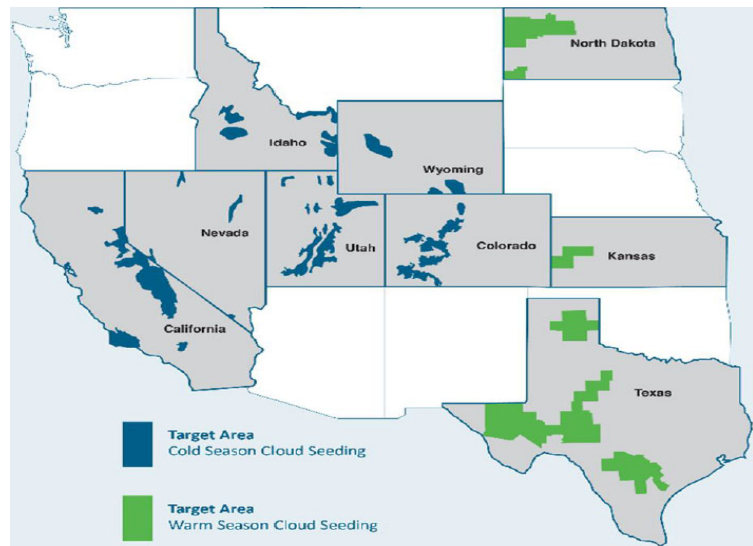 North Dakota
Idaho
Wyoming
Nevada
Utah
Colorado
Kansas
California
Texas
Target Area
Cold Season Cloud Seeding
Target Area
Warm Season Cloud Seeding